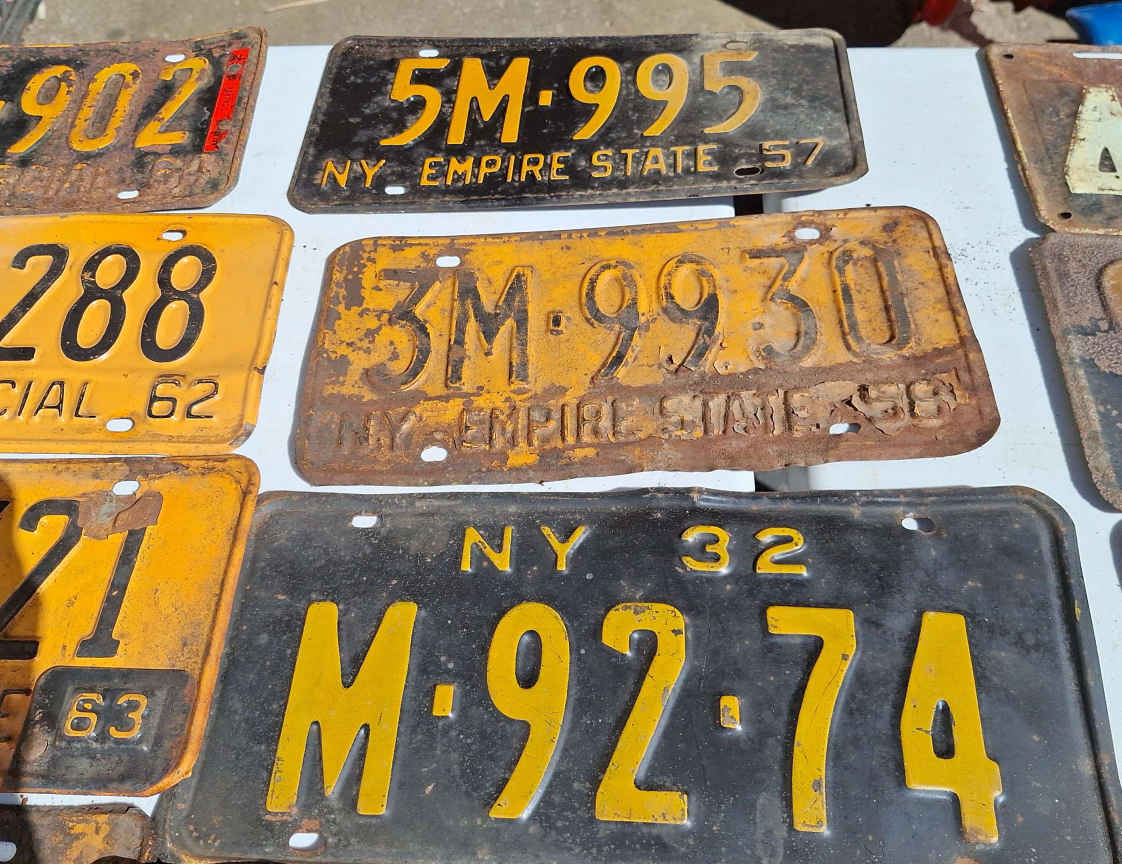 902
5M·995
NY EMPIRE STATE 57
288
CIAL 62
3M·9930
NY EMPIRE STATE
21
63
NY 32
M·92·74